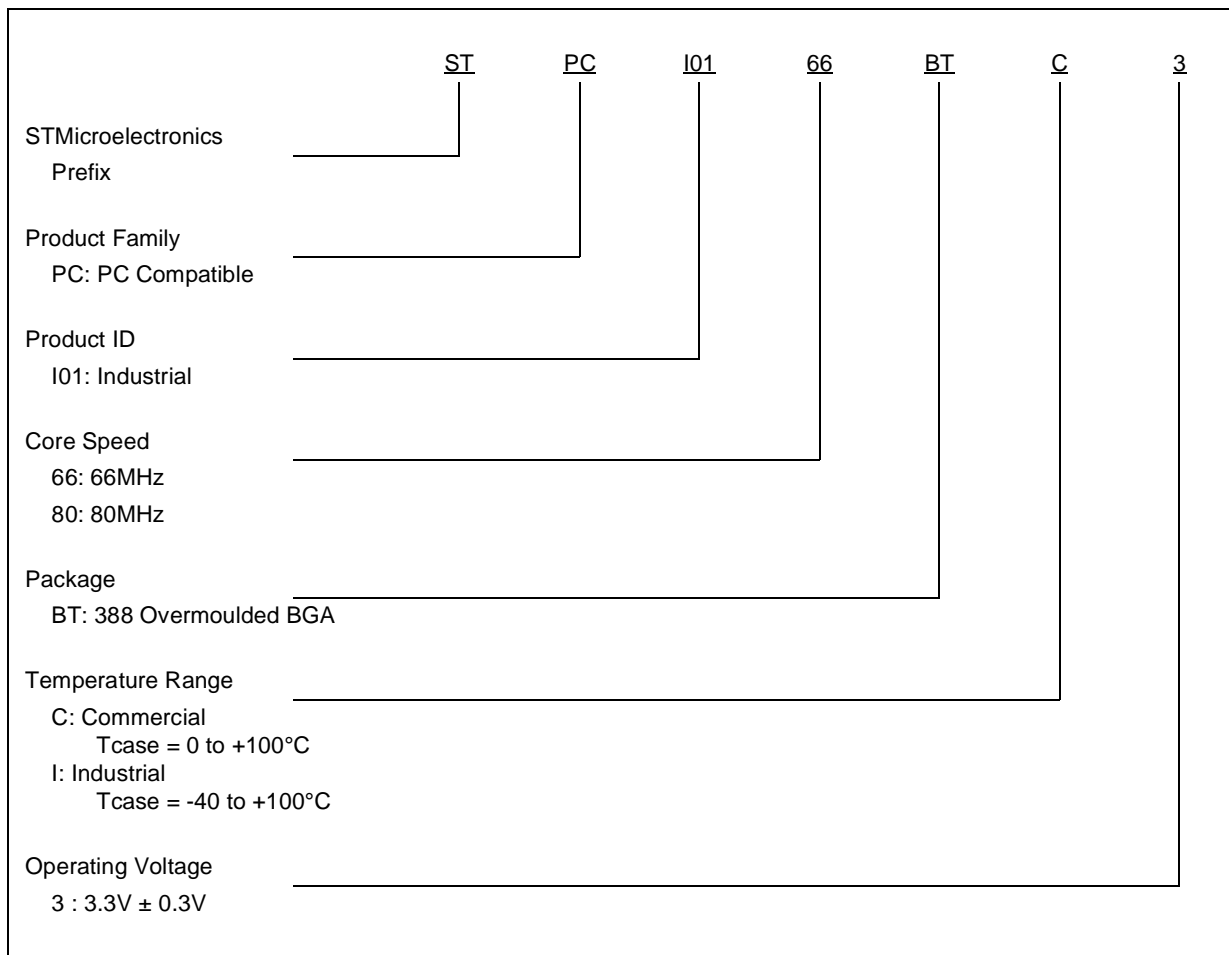 ST PC I01 66 BT C 3
STMicroelectronics
Prefix
Product Family
PC: PC Compatible
Product ID
I01: Industrial
Core Speed
66: 66MHz
80: 80MHz
Package
BT: 388 Overmoulded BGA
Temperature Range
C: Commercial
Tcase = 0 to +100°C
I: Industrial
Tcase = -40 to +100°C
Operating Voltage
3 : 3.3V ± 0.3V